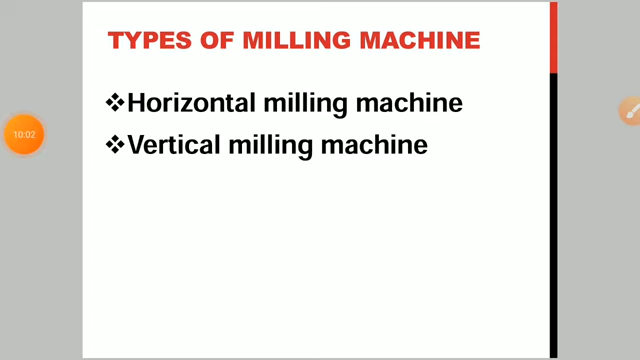 TYPES OF MILLING MACHINE
❖Horizontal milling machine
❖Vertical milling machine
10:02